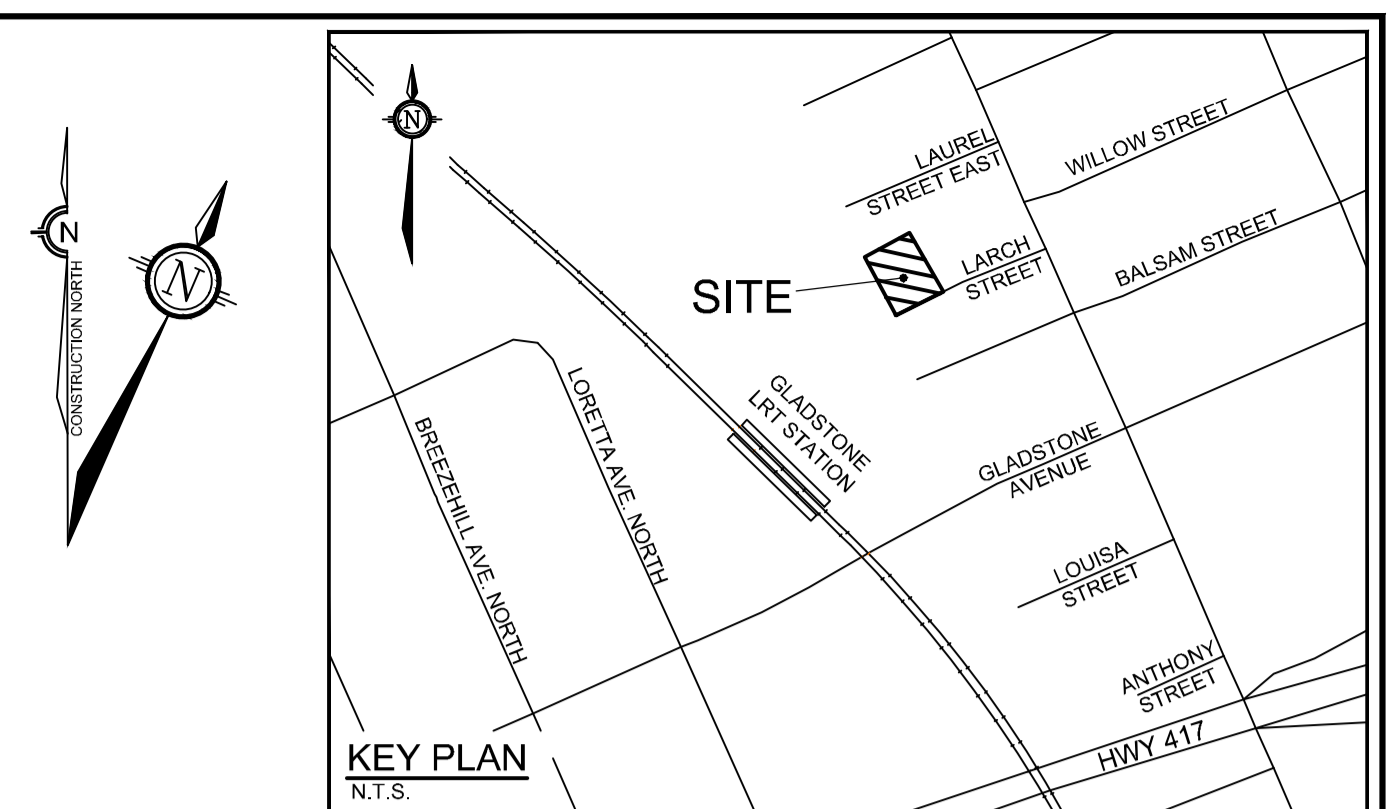 N
CONSTRUCTION NORTH
N
N
LAUREL
STREET EAST
WILLOW STREET
LARCH
STREET
BALSAM STREET
SITE
GLADSTONE
LRT STATION
LORETTA AVE. NORTH
BREEZEHILL AVE. NORTH
GLADSTONE
AVENUE
LOUISA
STREET
ANTHONY
STREET
HWY 417
KEY PLAN
N.T.S.